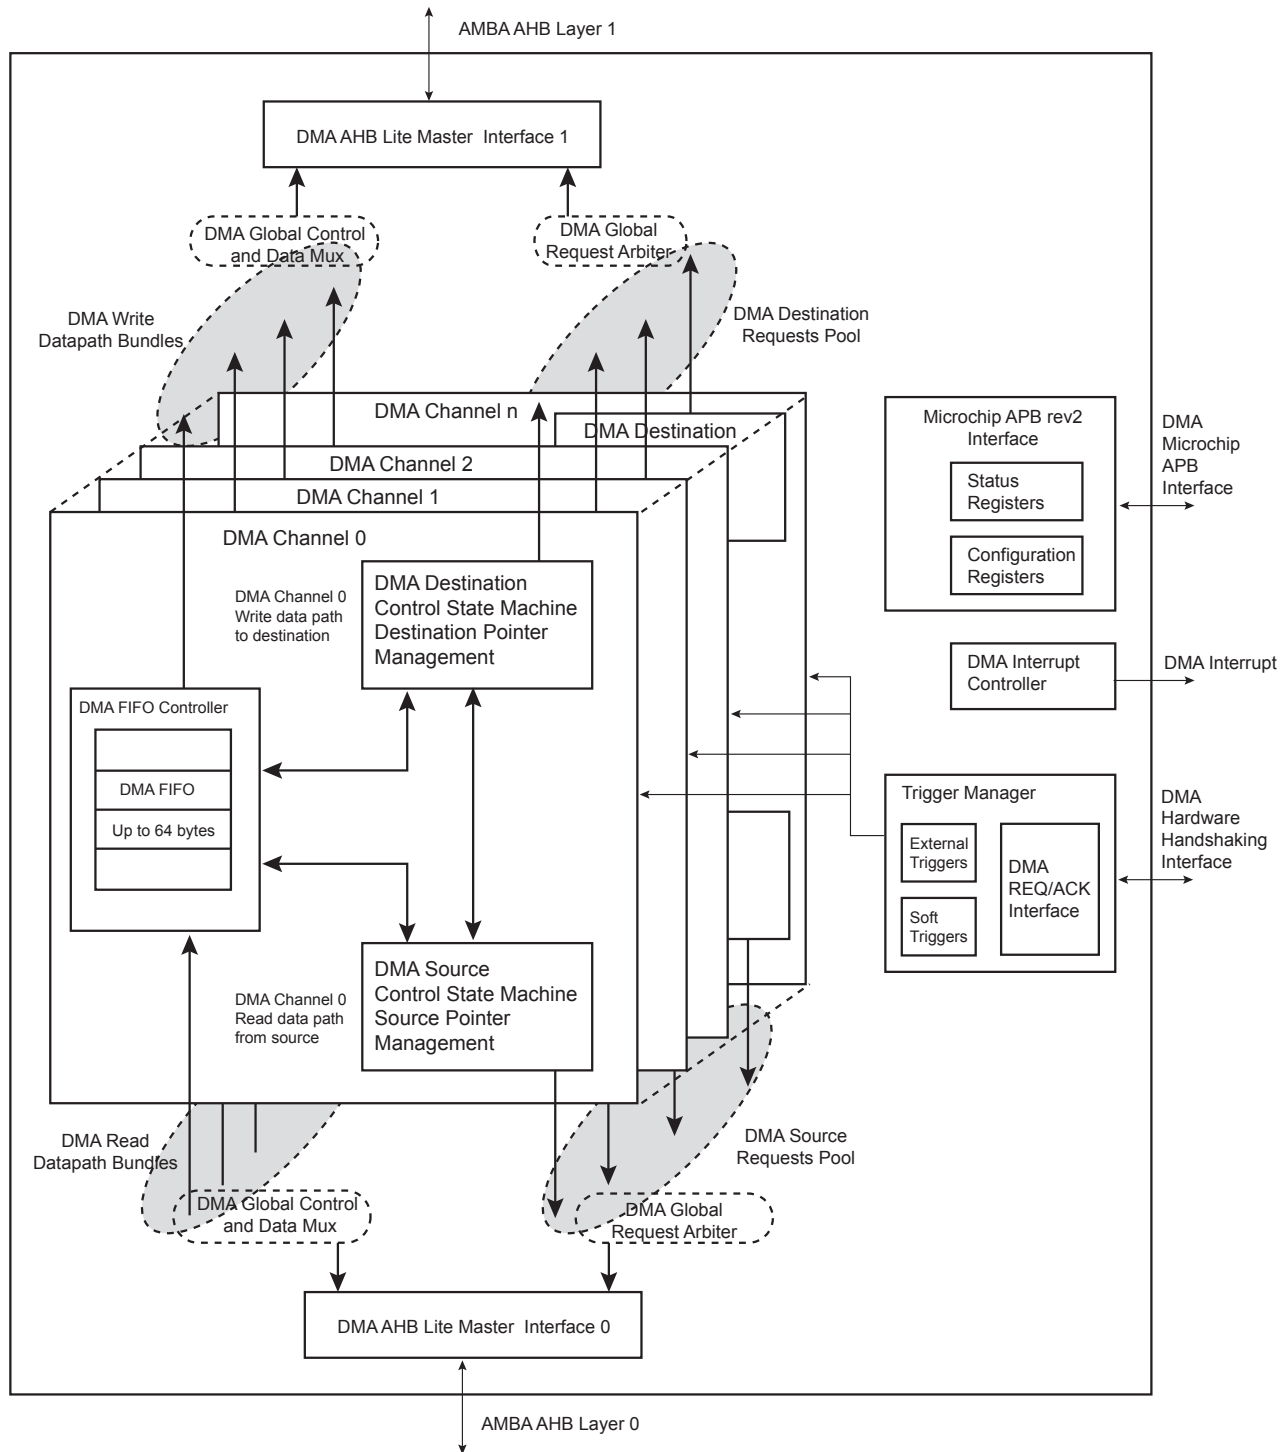 AMBA AHB Layer 1
DMA AHB Lite Master Interface 1
DMA Global Control
and Data Mux
DMA Global
Request Arbiter
DMA Write
Datapath Bundles
DMA Destination
Requests Pool
DMA Channel n
DMA Destination
DMA Channel 2
DMA Channel 1
DMA Channel 0
DMA Channel 0
Write data path
to destination
DMA Destination
Control State Machine
Destination Pointer
Management
DMA FIFO Controller
DMA FIFO
Up to 64 bytes
DMA Channel 0
Read data path
from source
DMA Source
Control State Machine
Source Pointer
Management
Microchip APB rev2
Interface
Status
Registers
Configuration
Registers
DMA
Microchip
APB
Interface
DMA Interrupt
Controller
DMA Interrupt
Trigger Manager
External
Triggers
Soft
Triggers
DMA
REQ/ACK
Interface
DMA
Hardware
Handshaking
Interface
DMA Read
Datapath Bundles
DMA Source
Requests Pool
DMA Global Control
and Data Mux
DMA Global
Request Arbiter
DMA AHB Lite Master Interface 0
AMBA AHB Layer 0